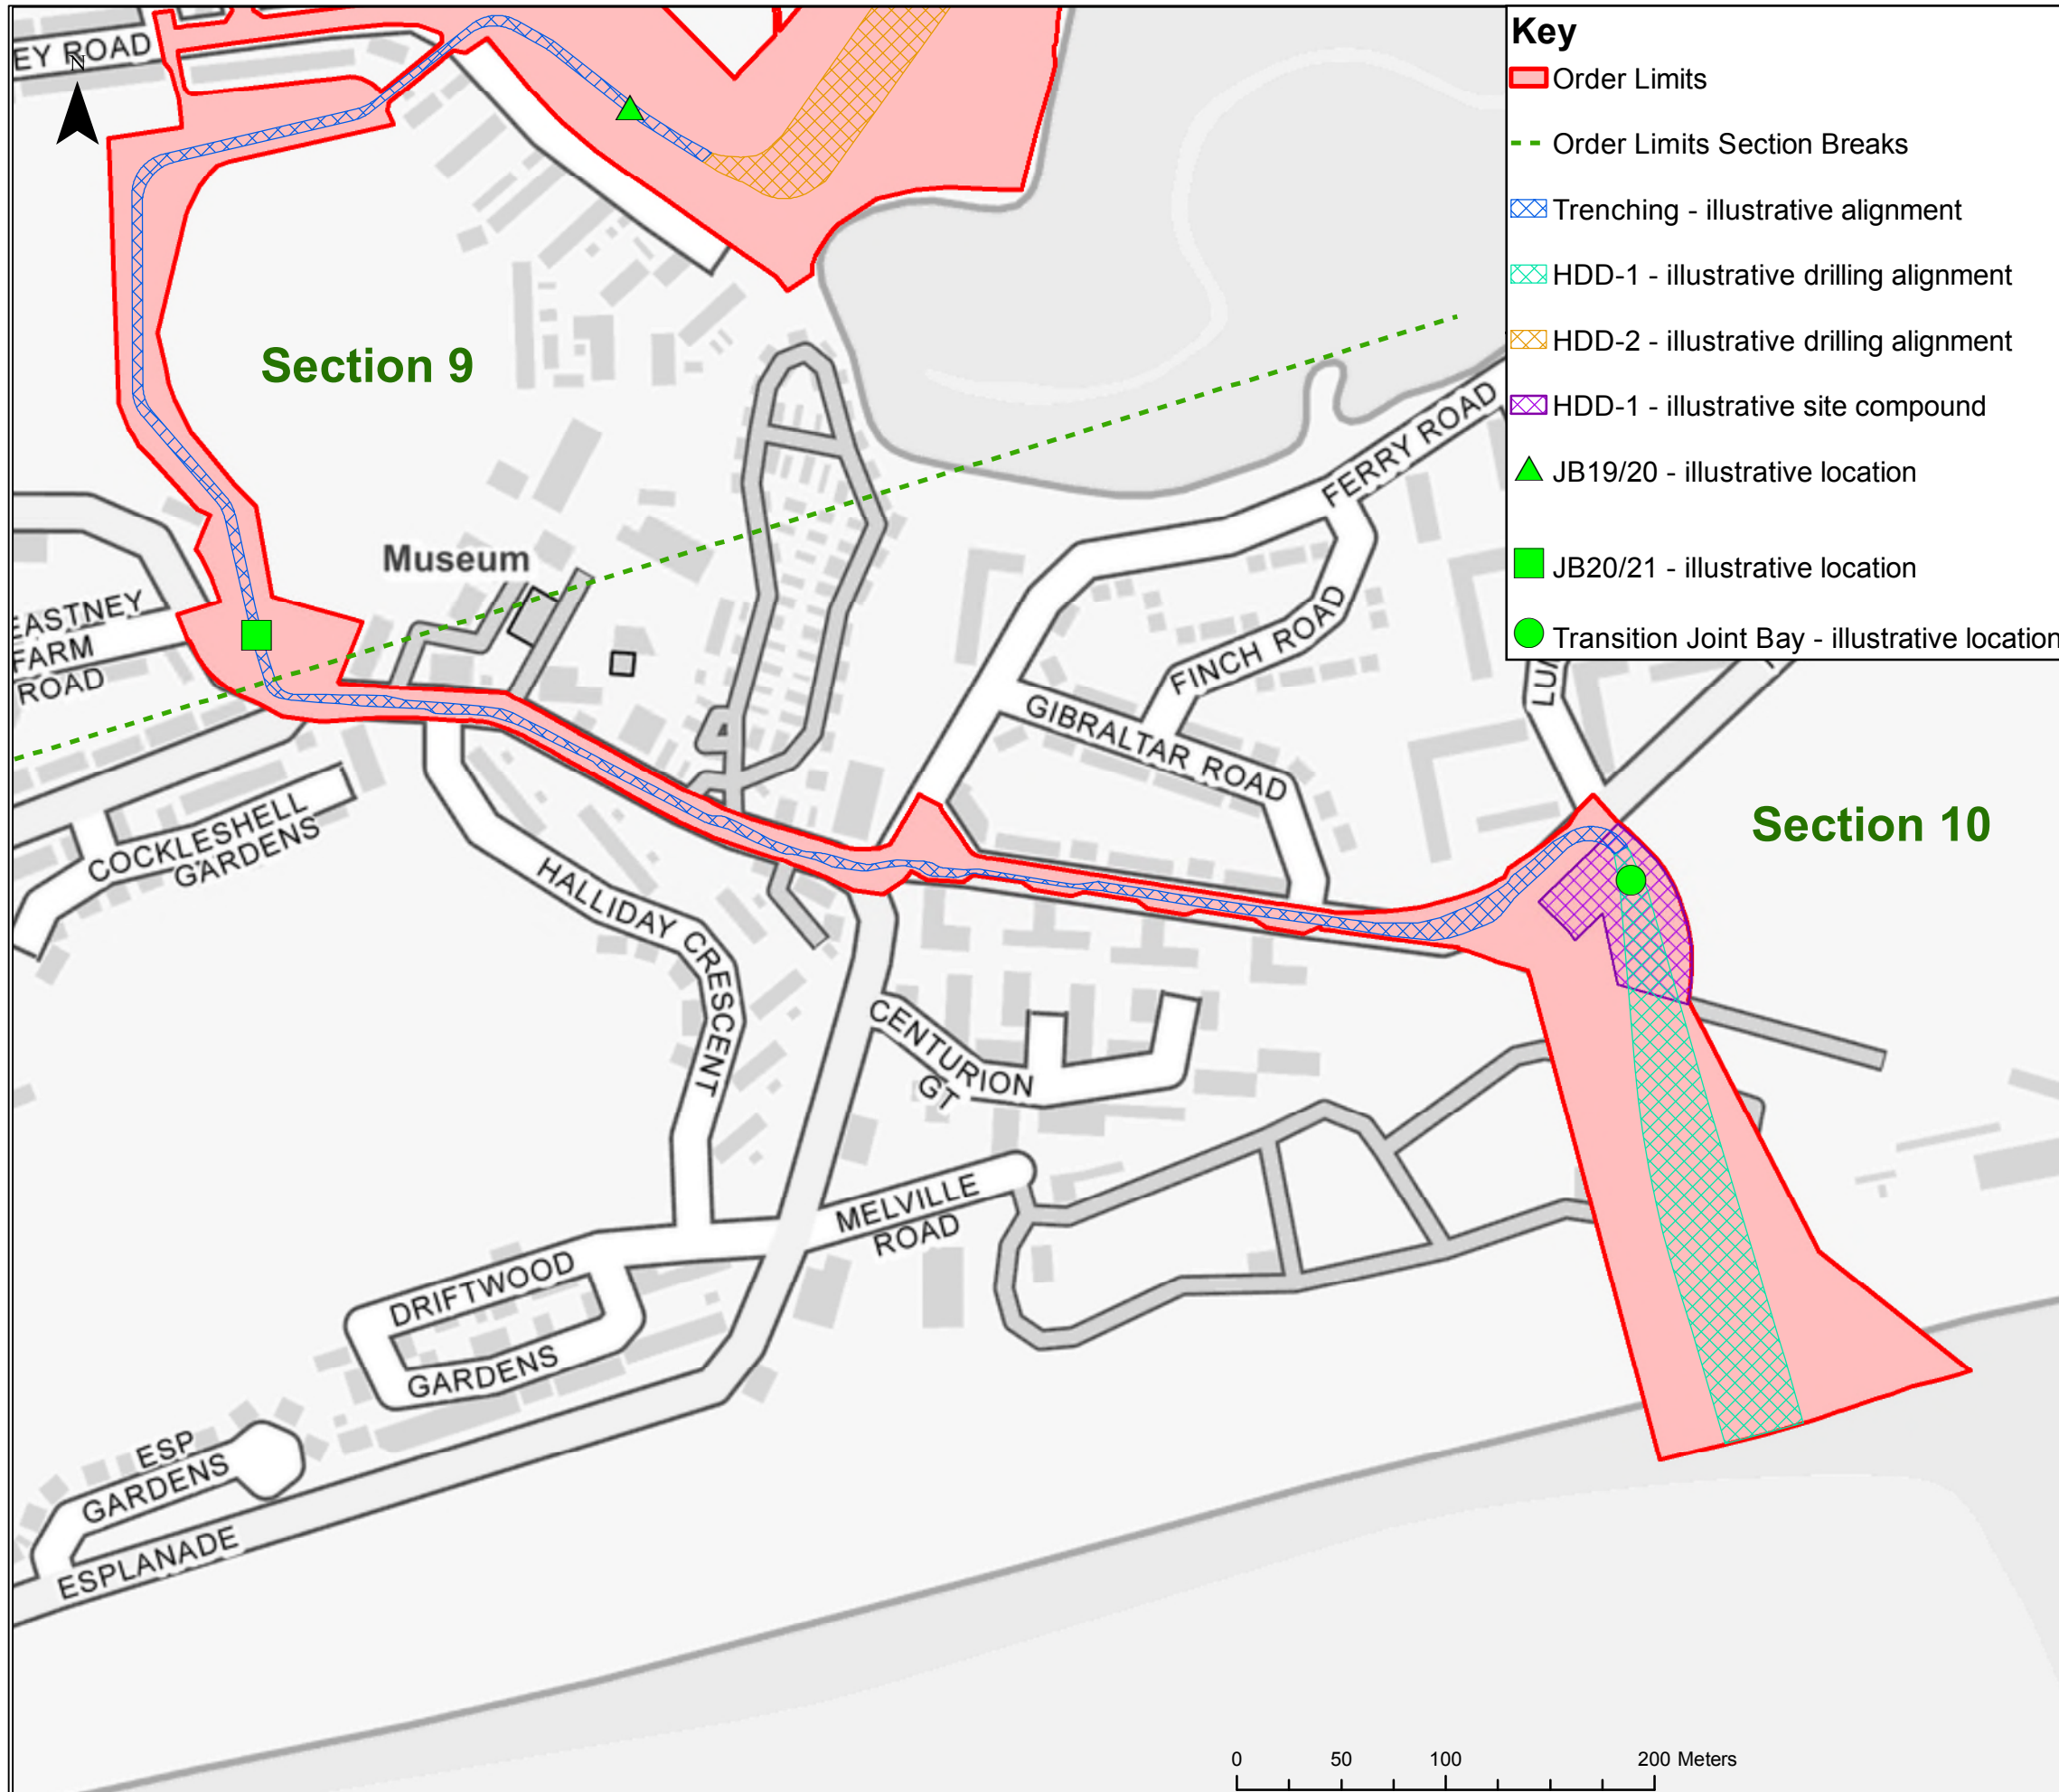 EY ROAD
N
Key
Order Limits
Order Limits Section Breaks
Trenching - illustrative alignment
HDD-1 - illustrative drilling alignment
HDD-2 - illustrative drilling alignment
HDD-1 - illustrative site compound
JB19/20 - illustrative location
JB20/21 - illustrative location
Transition Joint Bay - illustrative location
Section 9
FERRY ROAD
Museum
EASTNEY
FARM
ROAD
FINCH ROAD
GIBRALTAR ROAD
LUM
Section 10
COCKLESHELL
GARDENS
HALLIDAY CRESCENT
CENTURION
GT
MELVILLE
ROAD
DRIFTWOOD
GARDENS
ESP
GARDENS
ESPLANADE
0 50 100 200 Meters